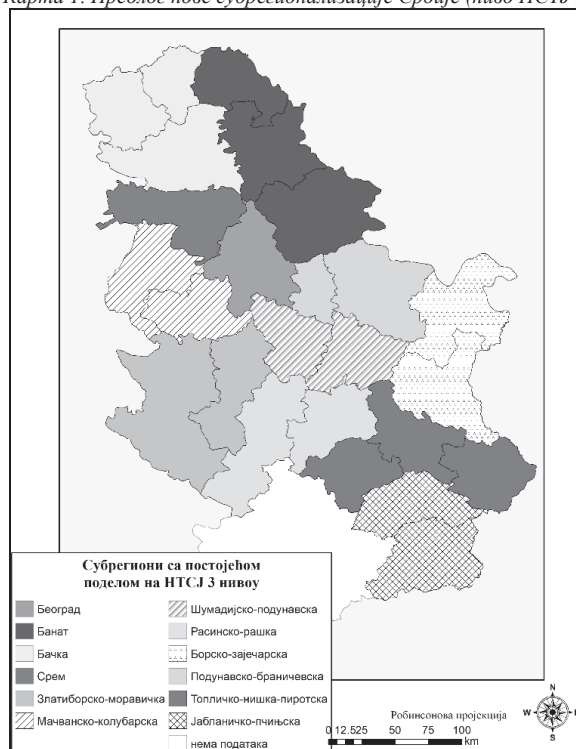 Карта 1. Предлог нове субрегионализације Србије (ниво НСТЈ
Субрегиони са постојећом
поделом на НТСЈ 3 нивоу
Београд
Банат
Бачка
Срем
Златиборско-моравичка
Мачванско-колубарска
Шумадијско-подунавска
Расинско-рашка
Борско-зајечарска
Подунавско-браничевска
Топличко-нишка-пиротска
Јабланичко-пчињска
нема података
Робинсонова пројекција
0 12.525 50 75 100
km
N
W
E
S